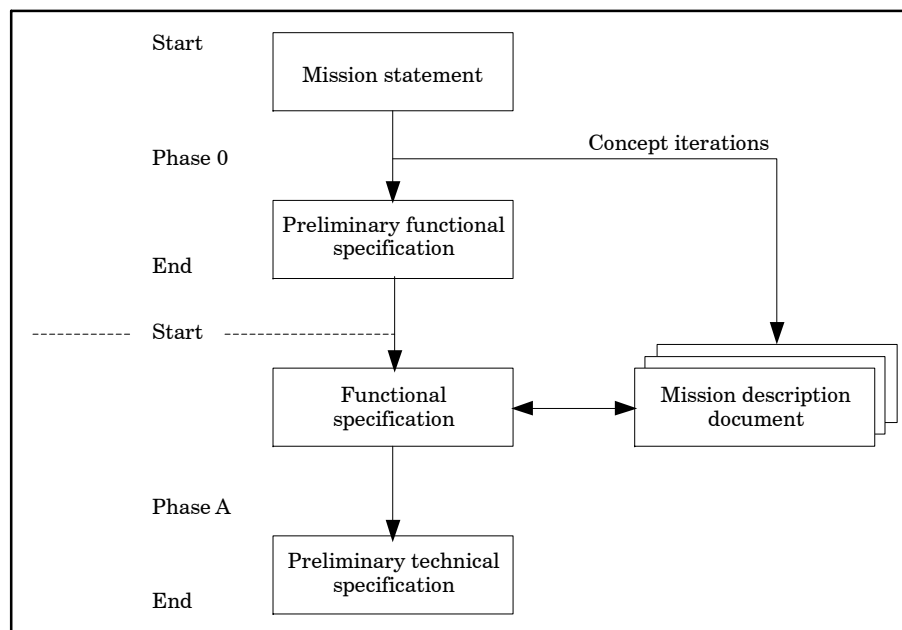 Start
Mission statement
Phase 0
Concept iterations
Preliminary functional
specification
End
Start
Functional
specification
Mission description
document
Phase A
Preliminary technical
specification
End